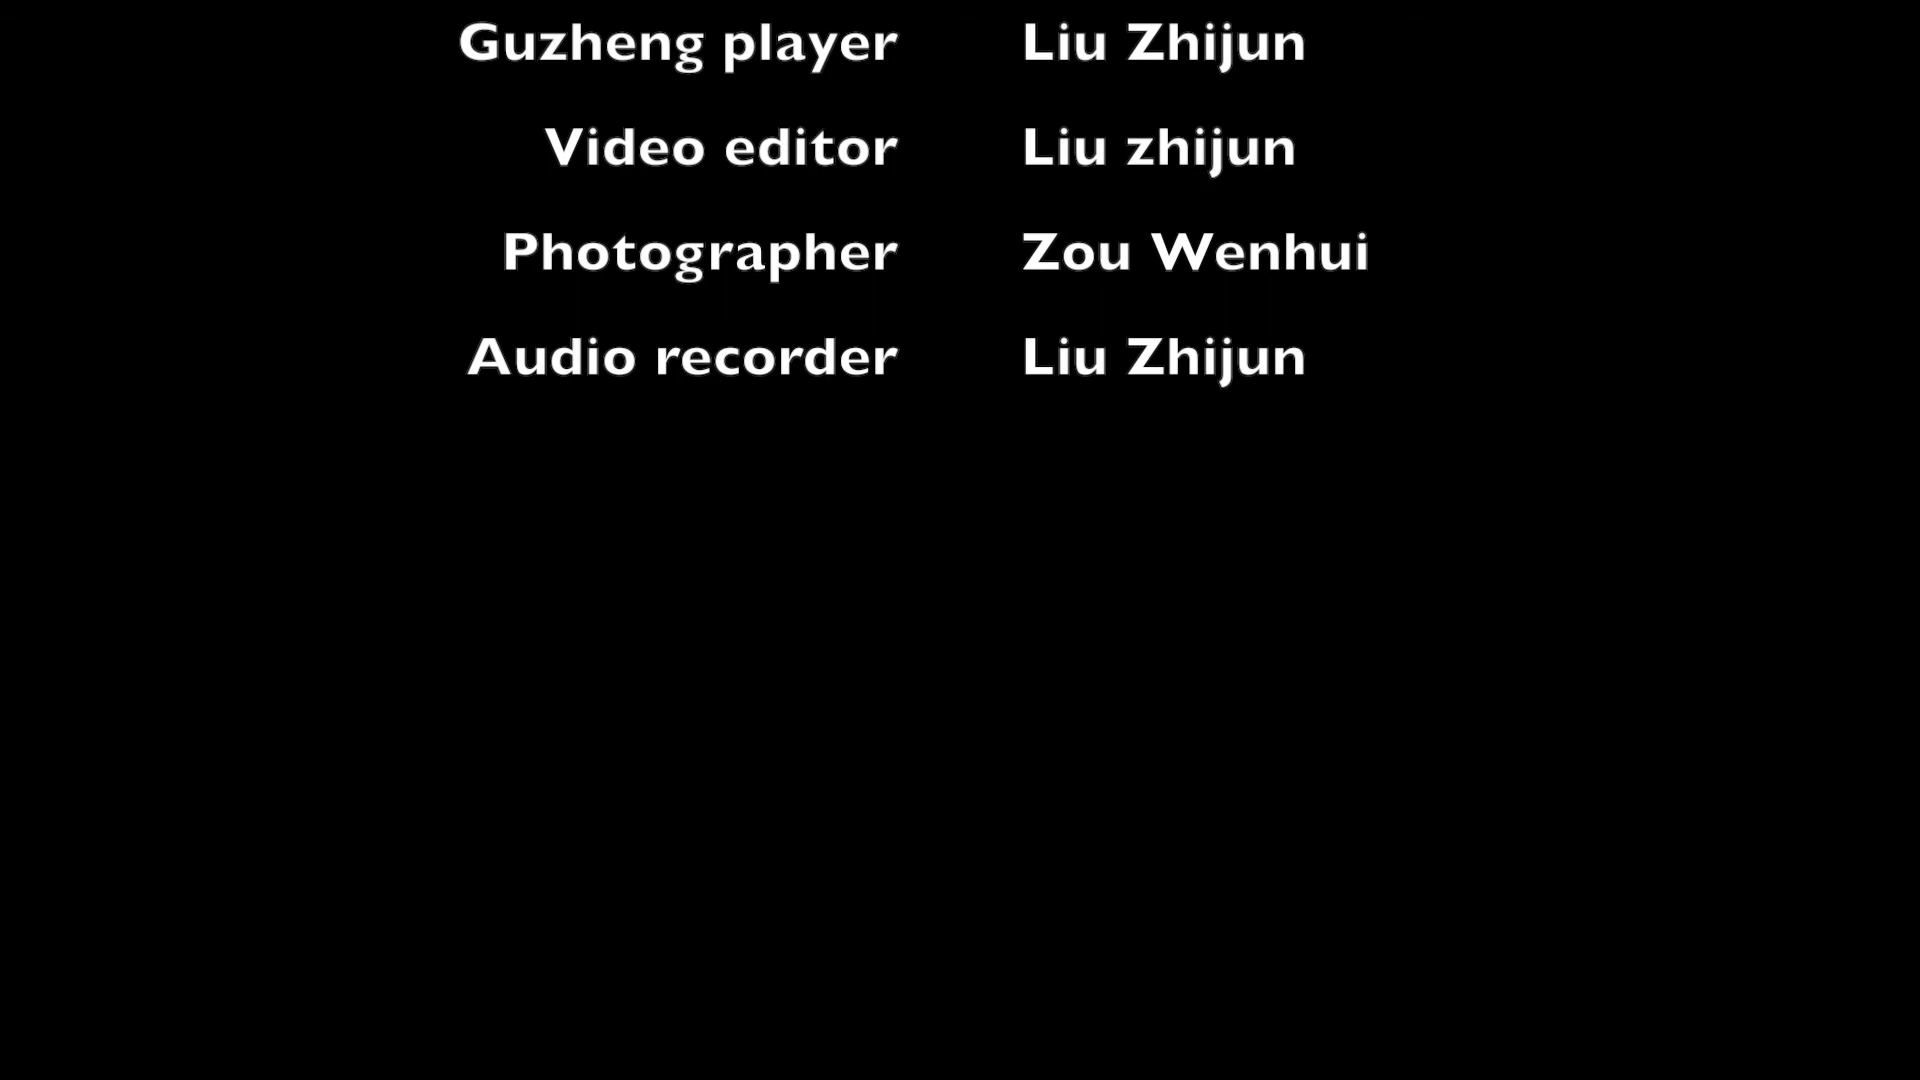 Guzheng player Liu Zhijun
Video editor Liu zhijun
Photographer Zou Wenhui
Audio recorder Liu Zhijun